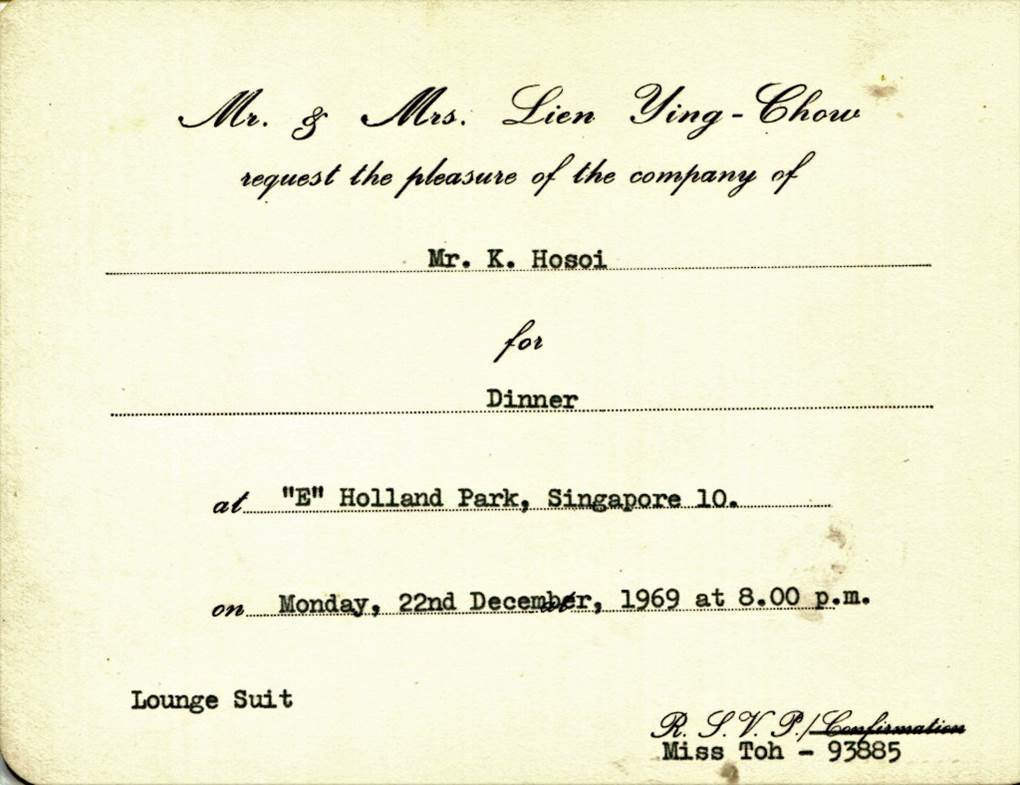 Mr. & Mrs. Lien Ying-Chow
request the pleasure of the company of
Mr. K. Hosoi
for
Dinner
at "E" Holland Park, Singapore 10.
on Monday, 22nd December, 1969 at 8.00 p.m.
Lounge Suit
R. S. V. P./Confirmation
Miss Toh - 93885